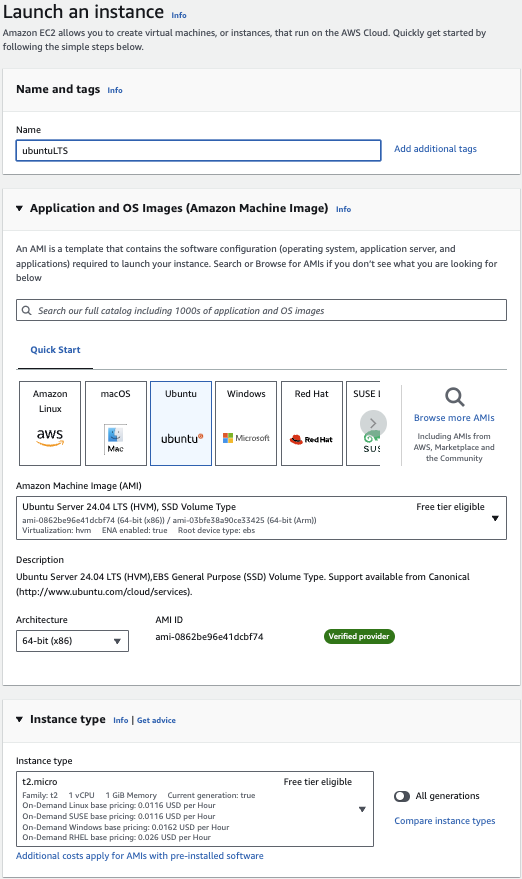 Launch an instance Info
Amazon EC2 allows you to create virtual machines, or instances, that run on the AWS Cloud. Quickly get started by
following the simple steps below.
Name and tags Info
Name
ubuntuLTS
Add additional tags
Application and OS Images (Amazon Machine Image) Info
An AMI is a template that contains the software configuration (operating system, application server, and
applications) required to launch your instance. Search or Browse for AMIs if you don't see what you are looking for
below
Search our full catalog including 1000s of application and OS images
Quick Start
Amazon
Linux
aws
macOS
Mac
Ubuntu
ubuntu
Windows
Microsoft
Red Hat
Red Hat
SUSE L
SUS
Browse more AMIs
Including AMIs from
AWS, Marketplace and
the Community
Amazon Machine Image (AMI)
Ubuntu Server 24.04 LTS (HVM), SSD Volume Type Free tier eligible
ami-0862be96e41dcbf74 (64-bit (x86)) / ami-03bfe38a90ce33425 (64-bit (Arm))
Virtualization: hvm ENA enabled: true Root device type: ebs
Description
Ubuntu Server 24.04 LTS (HVM),EBS General Purpose (SSD) Volume Type. Support available from Canonical
(http://www.ubuntu.com/cloud/services).
Architecture
64-bit (x86)
AMI ID
ami-0862be96e41dcbf74
Verified provider
Instance type Info | Get advice
Instance type
t2.micro Free tier eligible
Family: t2 1 vCPU 1 GiB Memory Current generation: true
On-Demand Linux base pricing: 0.0116 USD per Hour
On-Demand SUSE base pricing: 0.0116 USD per Hour
On-Demand Windows base pricing: 0.0162 USD per Hour
On-Demand RHEL base pricing: 0.026 USD per Hour
All generations
Compare instance types
Additional costs apply for AMIs with pre-installed software